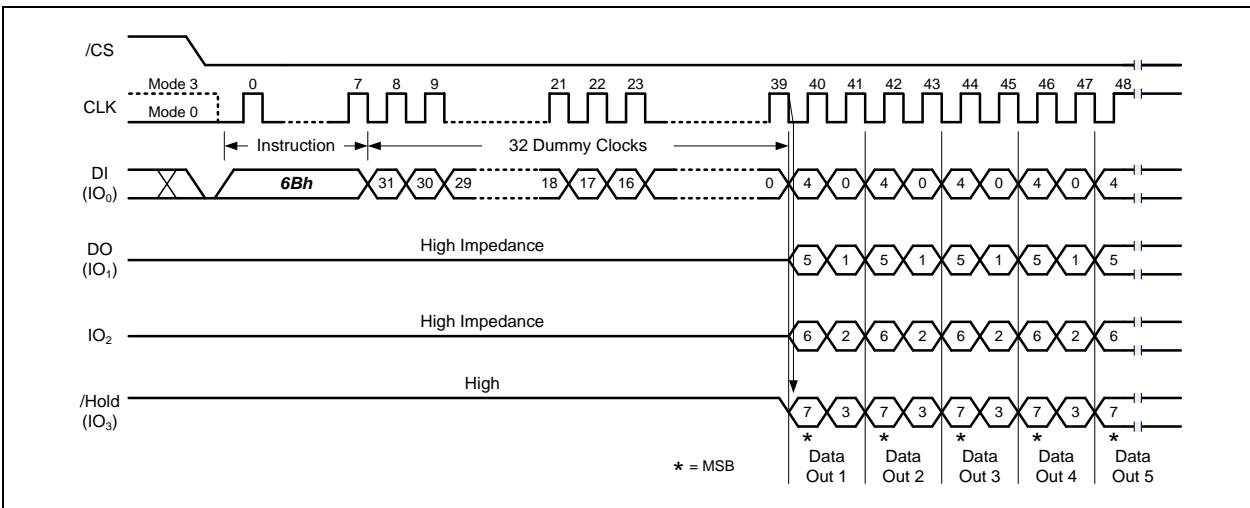 /CS
Mode 3 0 7 8 9 21 22 23 39 40 41 42 43 44 45 46 47 48
CLK
Mode 0
Instruction 32 Dummy Clocks
DI
(IO₀)
6Bh 31 30 29 18 17 16 0 4 0 4 0 4 0 4 0 4
High Impedance
DO
(IO₁)
5 1 5 1 5 1 5 1 5
High Impedance
IO₂ 6 2 6 2 6 2 6 2 6
High
/Hold
(IO₃)
7 3 7 3 7 3 7 3 7
* * * * *
* = MSB
Data Data Data Data Data
Out 1 Out 2 Out 3 Out 4 Out 5